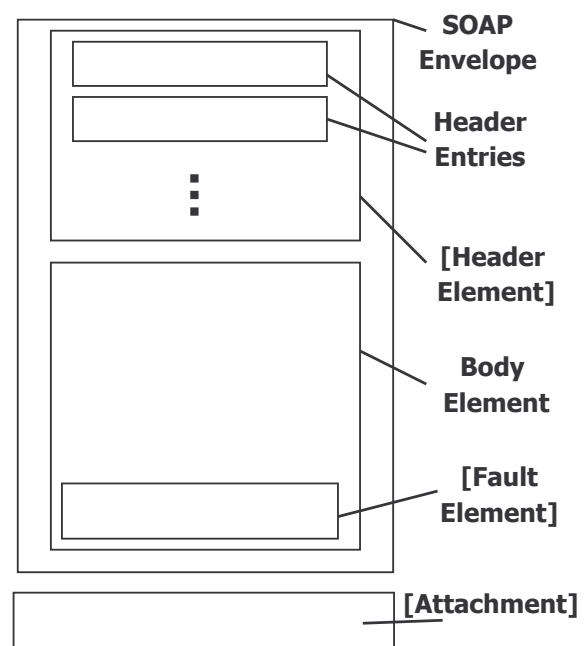 SOAP
Envelope
Header
Entries
[Header
Element]
Body
Element
[Fault
Element]
[Attachment]